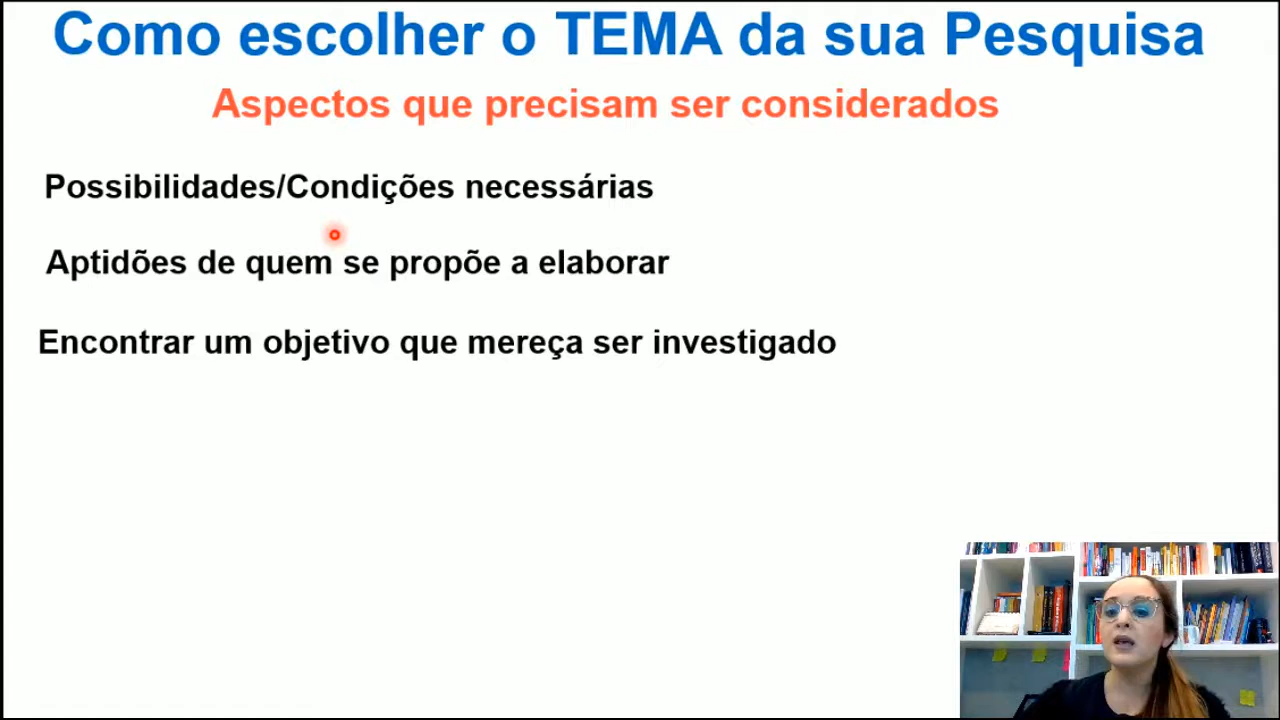 Como escolher o TEMA da sua Pesquisa
Aspectos que precisam ser considerados
Possibilidades/Condições necessárias
Aptidões de quem se propõe a elaborar
Encontrar um objetivo que mereça ser investigado